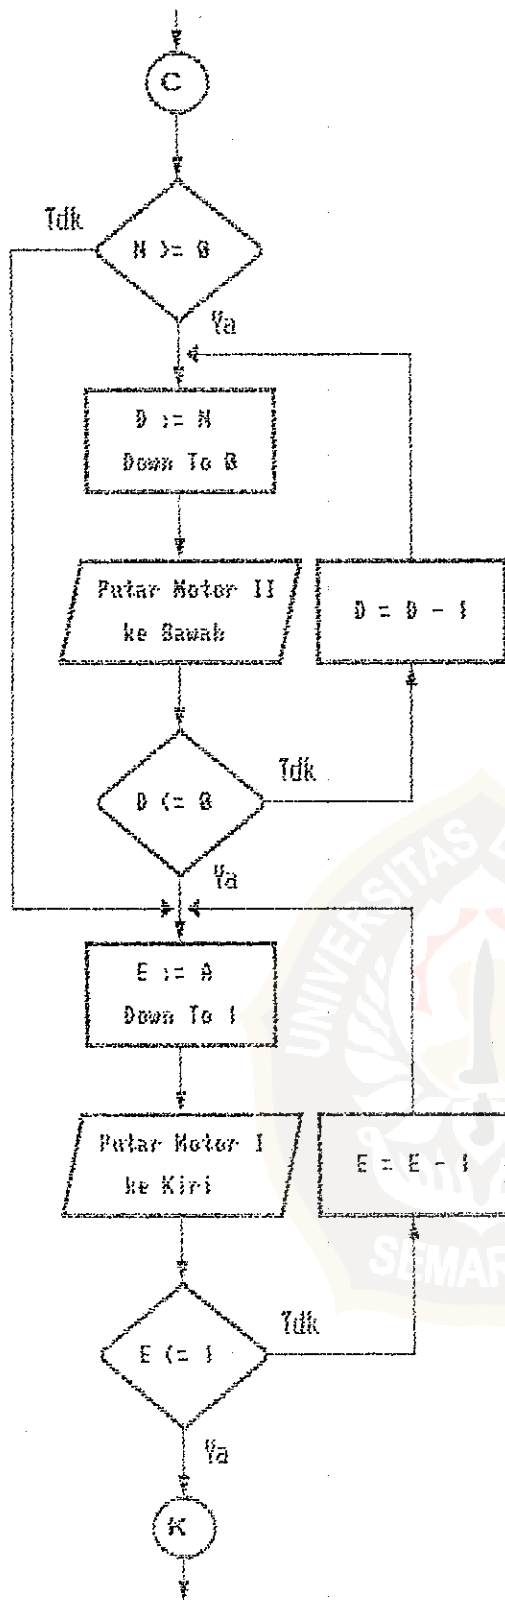 C
Tdk
N >= 0
Ya
D := N
Down To 0
Putar Motor II
ke Bawah
D = D - 1
D <= 0
Tdk
Ya
E := A
Down To 1
Putar Motor I
ke Kiri
E = E - 1
E <= 1
Tdk
Ya
K
UNIVERSITAS